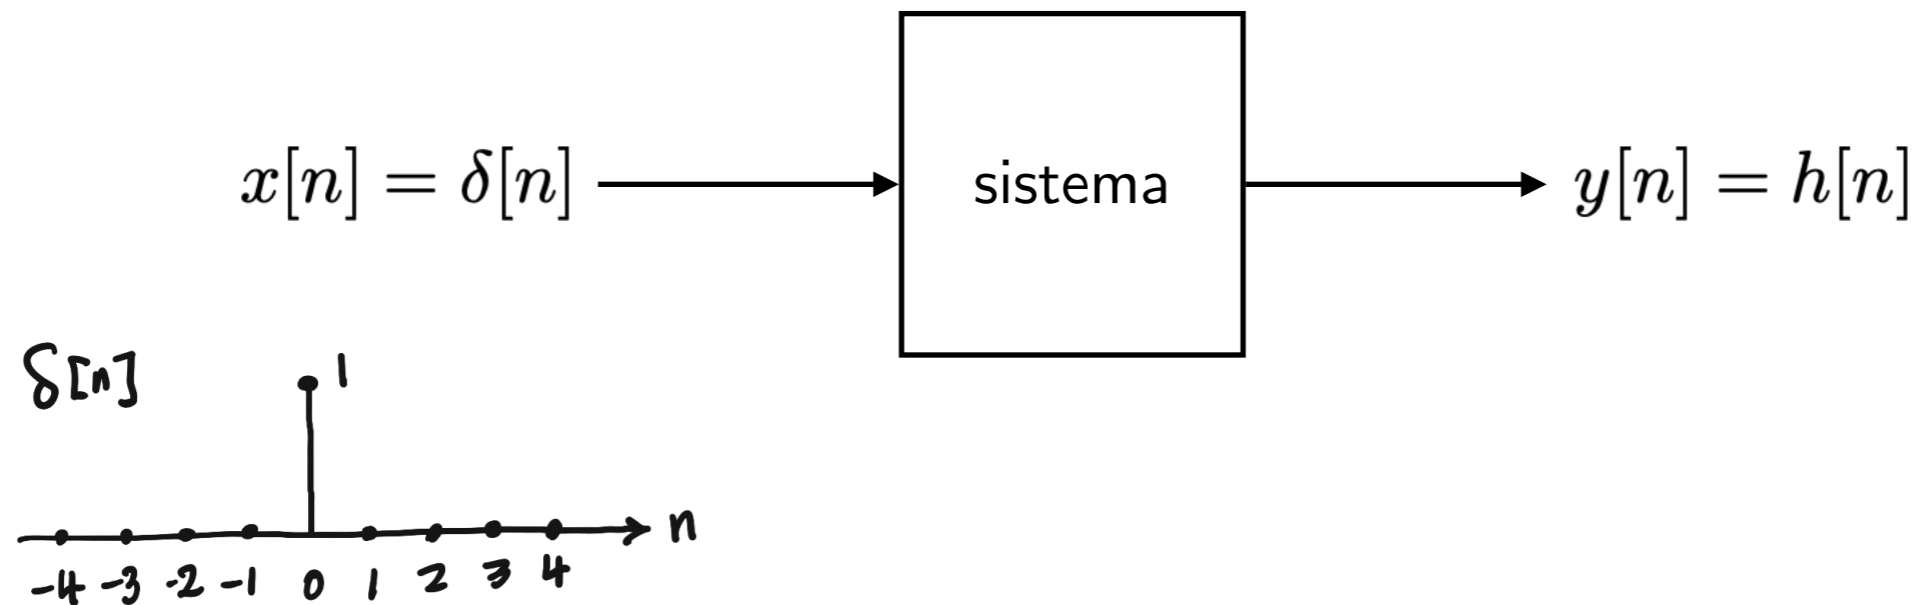 x[n] = δ[n]
sistema
y[n] = h[n]
δ[n]
1
n
-4 -3 -2 -1 0 1 2 3 4